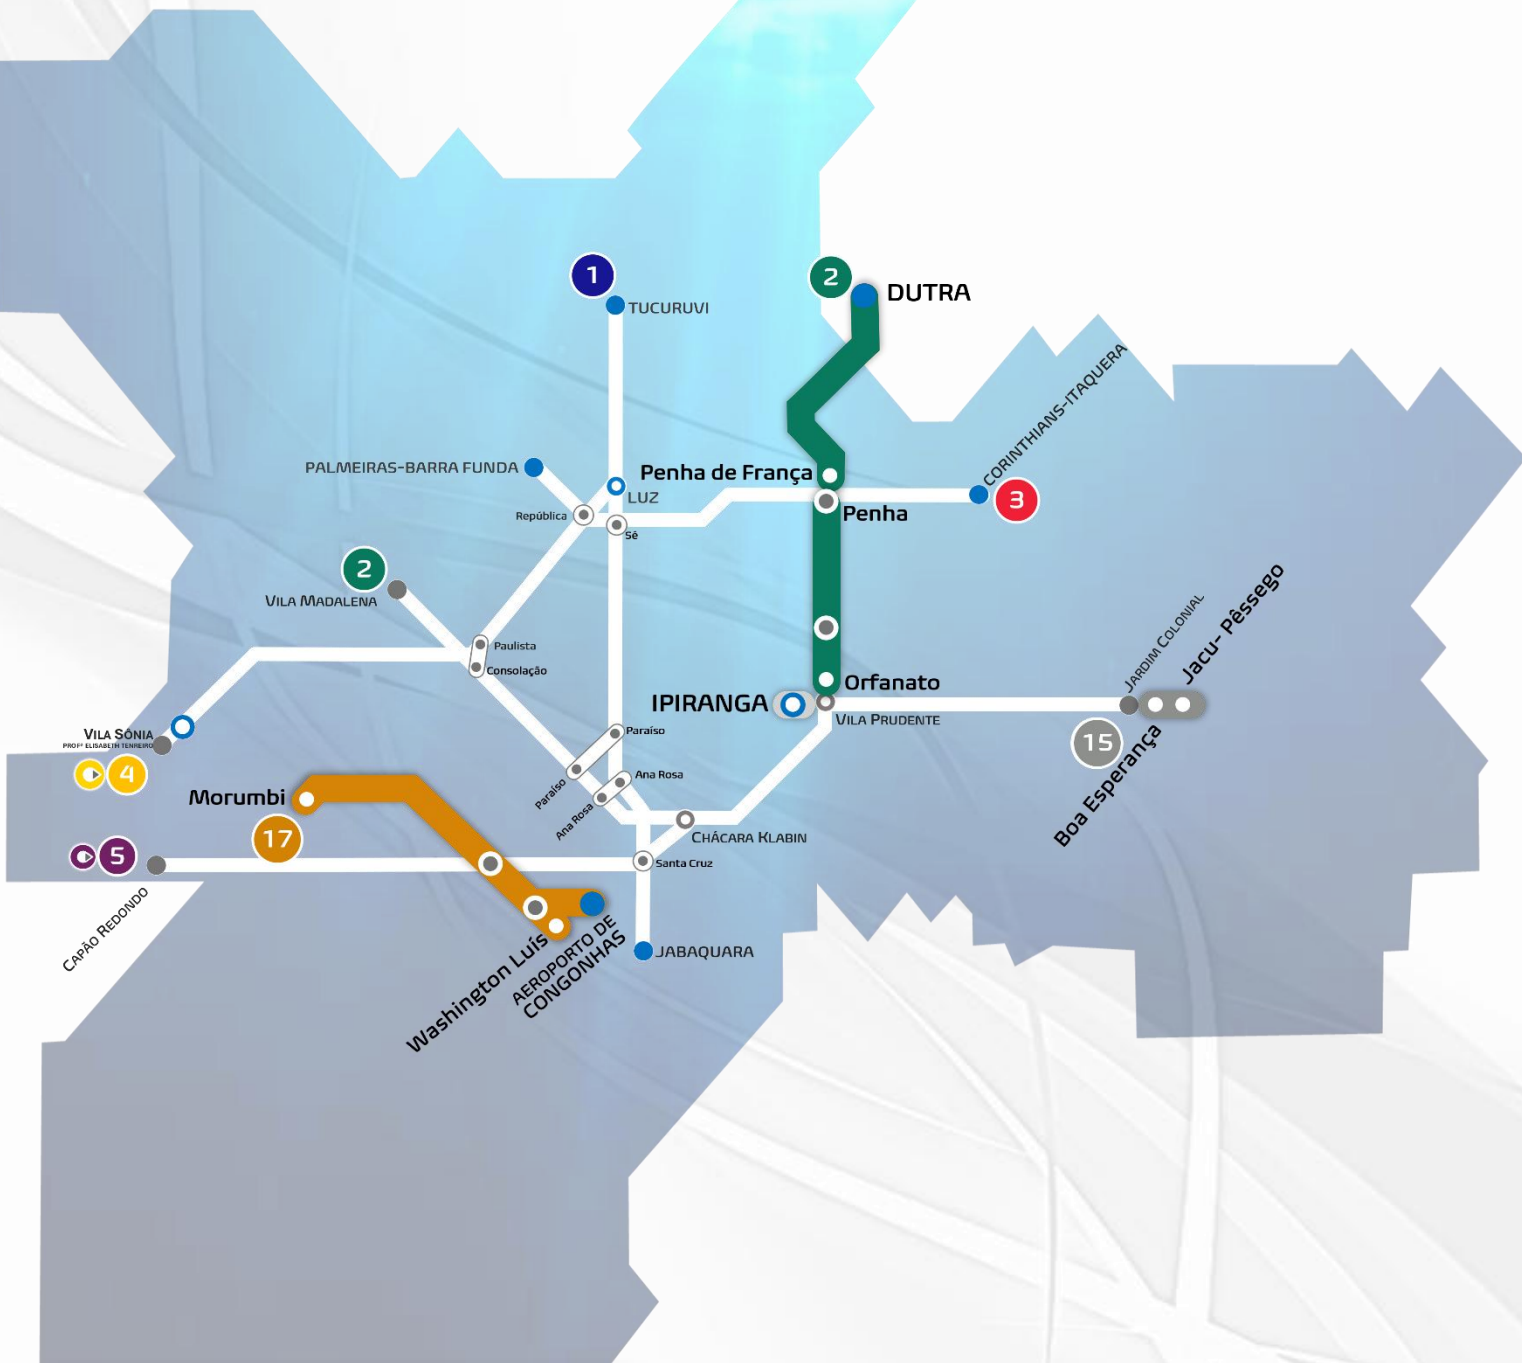 1
TUCURUVI
2
DUTRA
CORINTHIANS-ITAQUERA
3
PALMEIRAS-BARRA FUNDA
Penha de França
LUZ
República
Penha
Sé
2
VILA MADALENA
Paulista
Consolação
JARDIM COLONIAL
Jacu- Pêssego
Orfanato
IPIRANGA
VILA PRUDENTE
15
Boa Esperança
VILA SÔNIA
PROFª ELISABETH TENREIRO
4
Paraíso
Paraíso
Ana Rosa
Ana Rosa
Morumbi
17
CHÁCARA KLABIN
5
Santa Cruz
CAPÃO REDONDO
Washington Luís
AEROPORTO DE
CONGONHAS
JABAQUARA